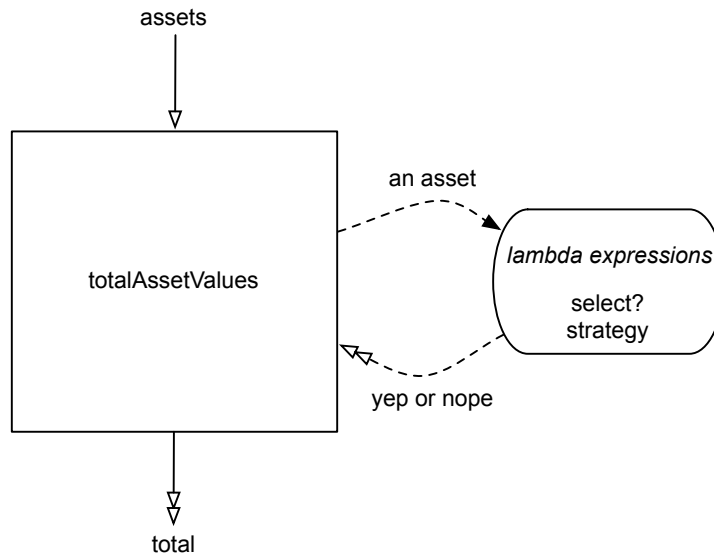 assets
an asset
totalAssetValues
lambda expressions
select?
strategy
yep or nope
total